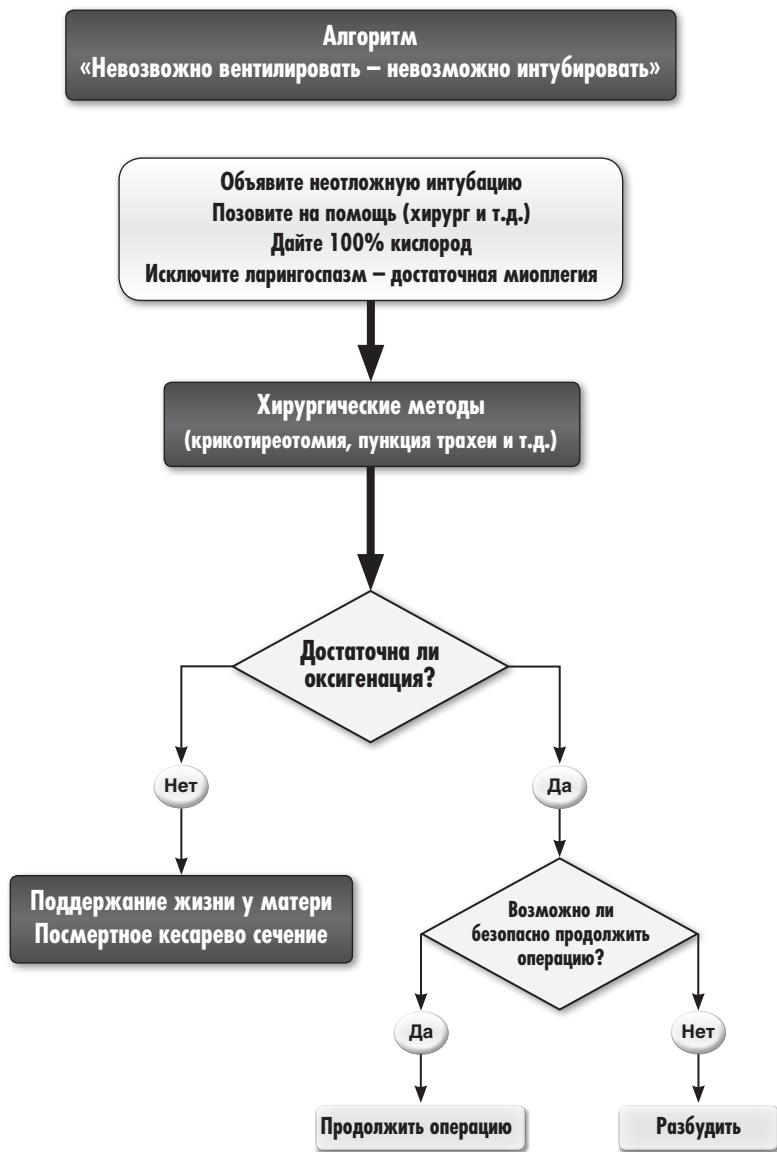 Алгоритм
«Невозвожно вентилировать – невозможно интубировать»
Объявите неотложную интубацию
Позовите на помощь (хирург и т.д.)
Дайте 100% кислород
Исключите ларингоспазм – достаточная миоплегия
Хирургические методы
(крикотиреотомия, пункция трахеи и т.д.)
Достаточна ли
оксигенация?
Нет
Да
Поддержание жизни у матери
Посмертное кесарево сечение
Возможно ли
безопасно продолжить
операцию?
Да
Нет
Продолжить операцию
Разбудить